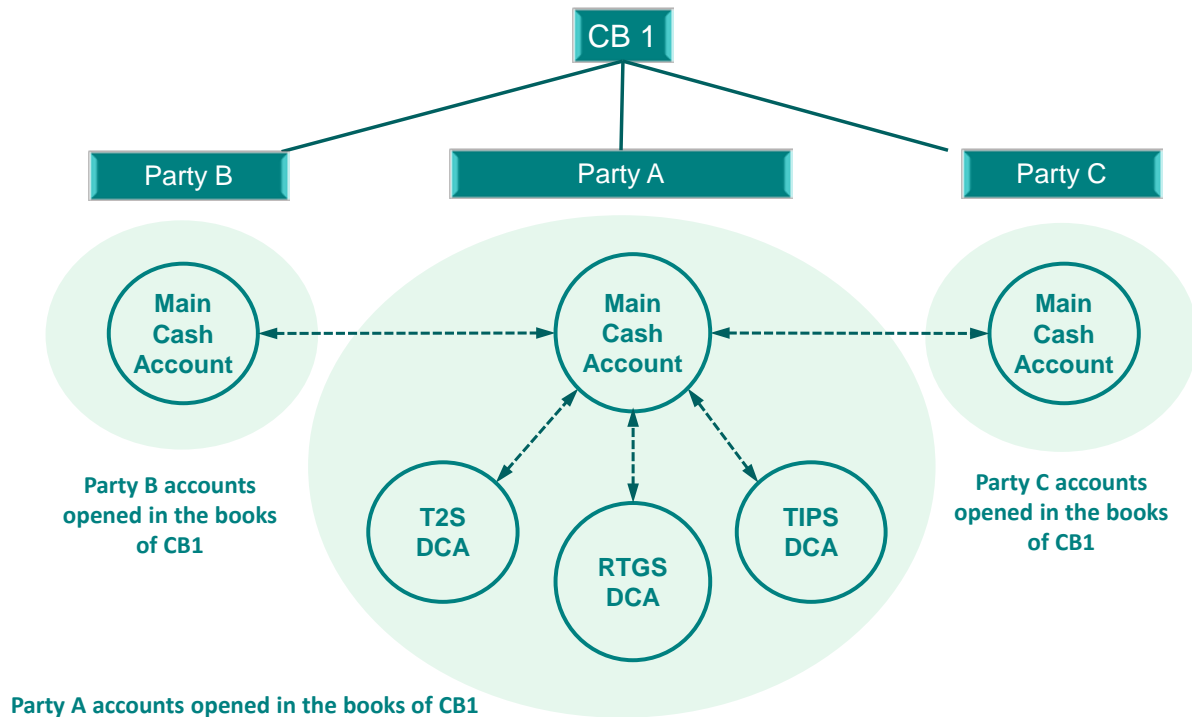 CB 1
Party B
Party A
Party C
Main
Cash
Account
Main
Cash
Account
Main
Cash
Account
Party B accounts
opened in the books
of CB1
T2S
DCA
RTGS
DCA
TIPS
DCA
Party C accounts
opened in the books
of CB1
Party A accounts opened in the books of CB1